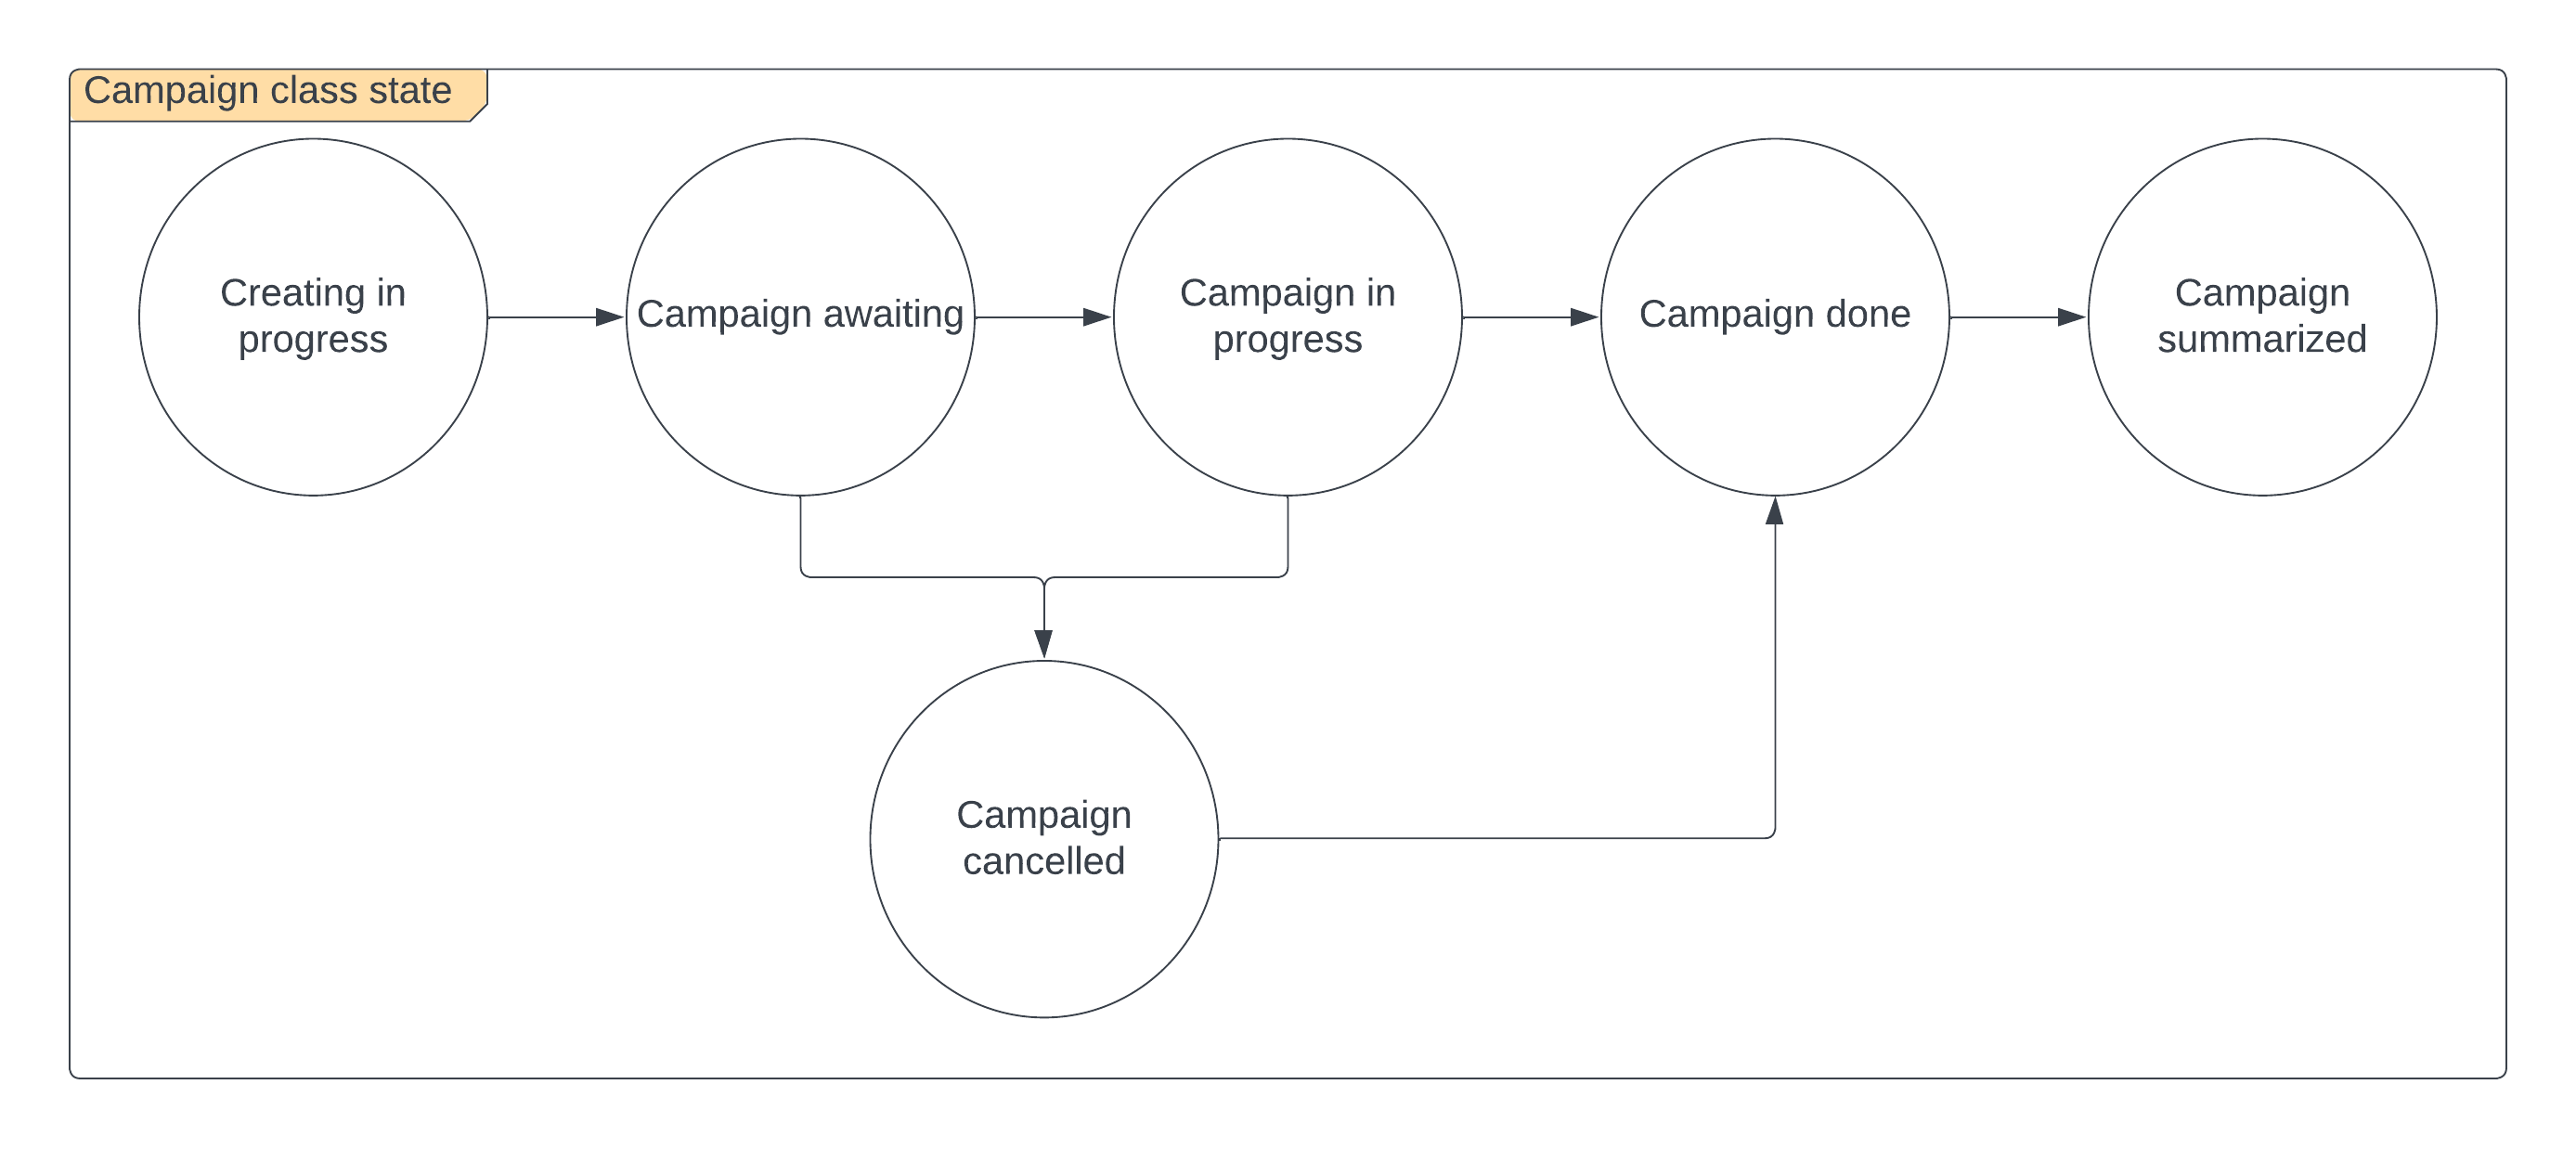 Campaign class state
Creating in
progress
Campaign awaiting
Campaign in
progress
Campaign done
Campaign
summarized
Campaign
cancelled